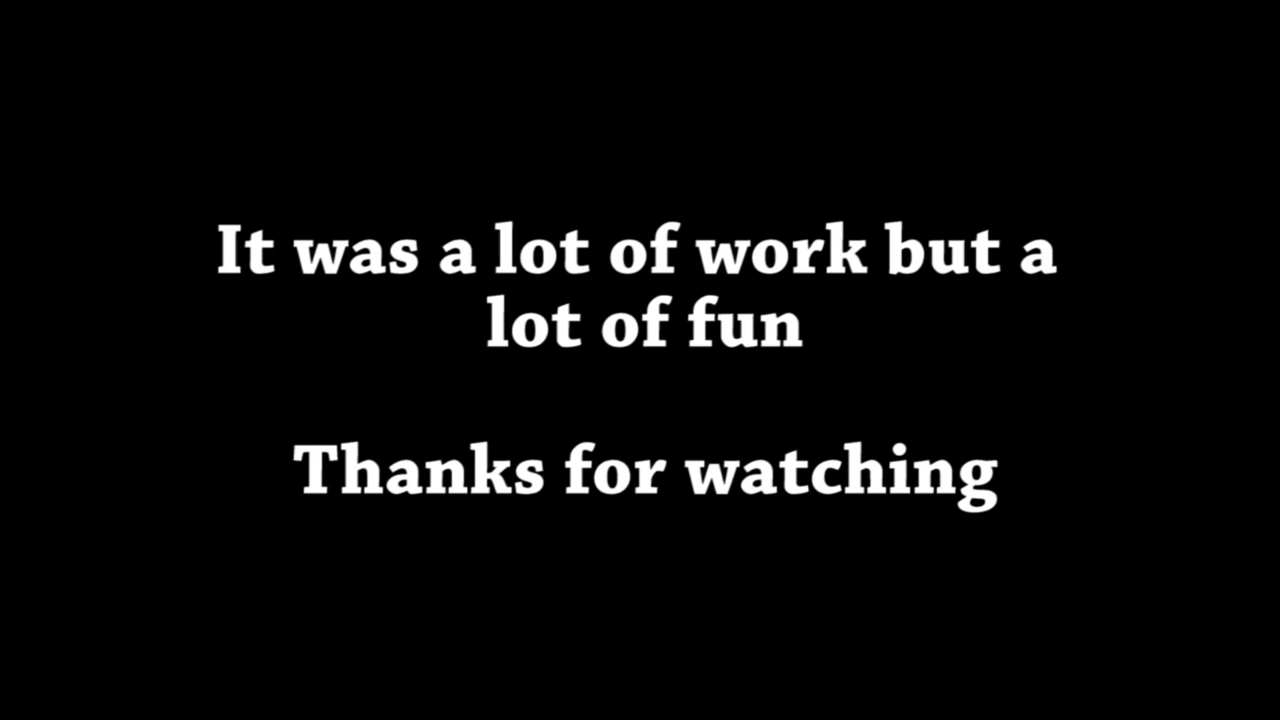 It was a lot of work but a
lot of fun
Thanks for watching